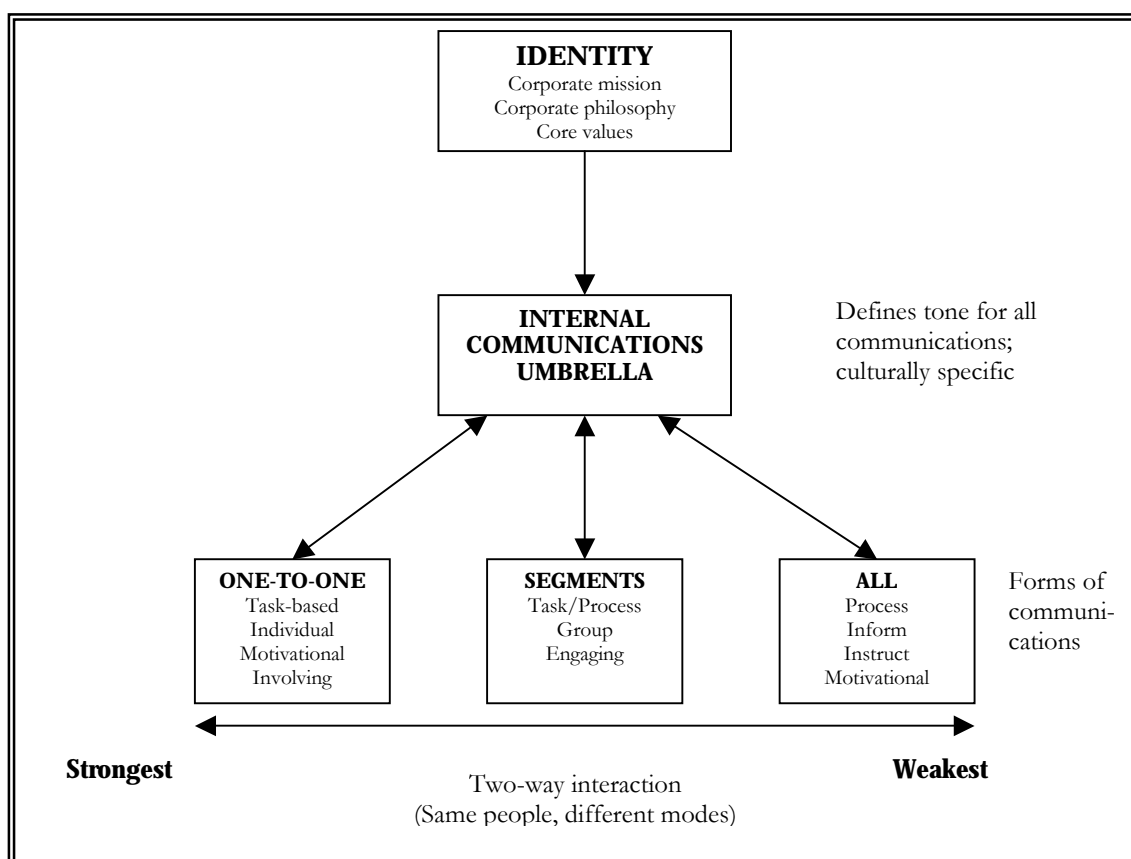 IDENTITY
Corporate mission
Corporate philosophy
Core values
INTERNAL
COMMUNICATIONS
UMBRELLA
Defines tone for all
communications;
culturally specific
ONE-TO-ONE
Task-based
Individual
Motivational
Involving
SEGMENTS
Task/Process
Group
Engaging
ALL
Process
Inform
Instruct
Motivational
Forms of
communi-
cations
Strongest
Weakest
Two-way interaction
(Same people, different modes)